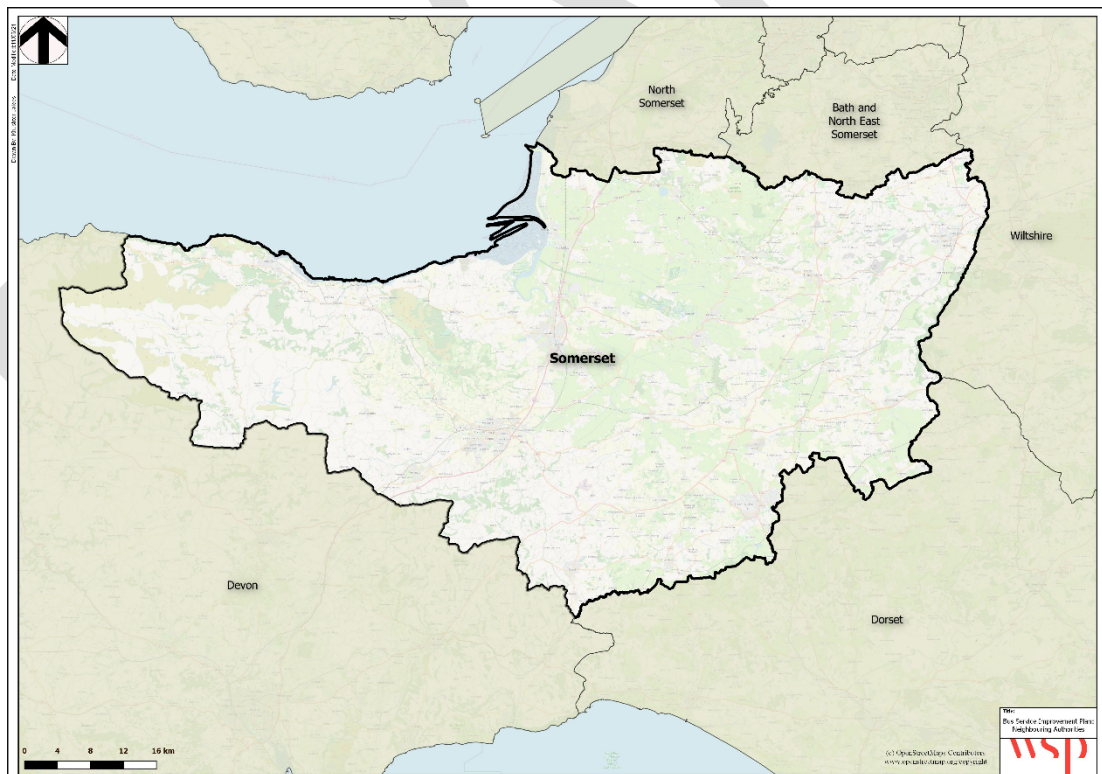 North
Somerset
Bath and
North East
Somerset
Wiltshire
Somerset
Devon
Dorset
0 4 8 12 16 km
(c) OpenStreetMaps Contributors
www.openstreetmap.org/copyright
Title:
Bus Service Improvement Plan:
Neighbouring Authorities
wsp